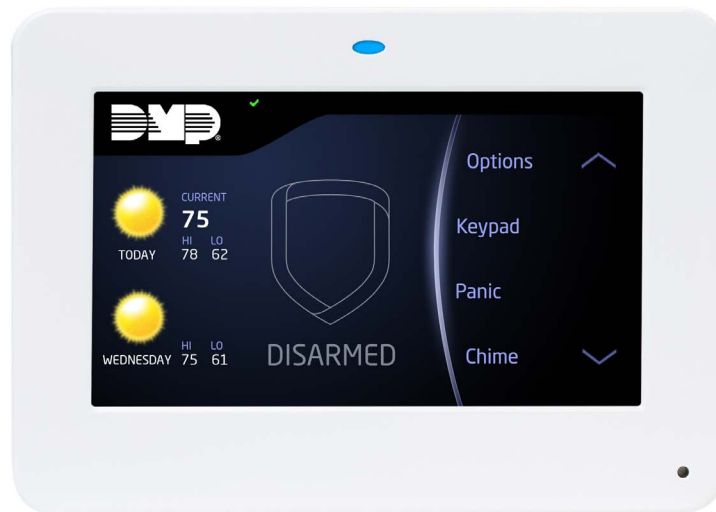 DMP®
CURRENT
75
HI LO
78 62
TODAY
HI LO
75 61
WEDNESDAY
DISARMED
Options
Keypad
Panic
Chime